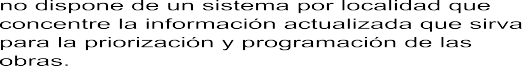 no dispone de un sistema por localidad que
concentre la información actualizada que sirva
para la priorización y programación de las
obras.